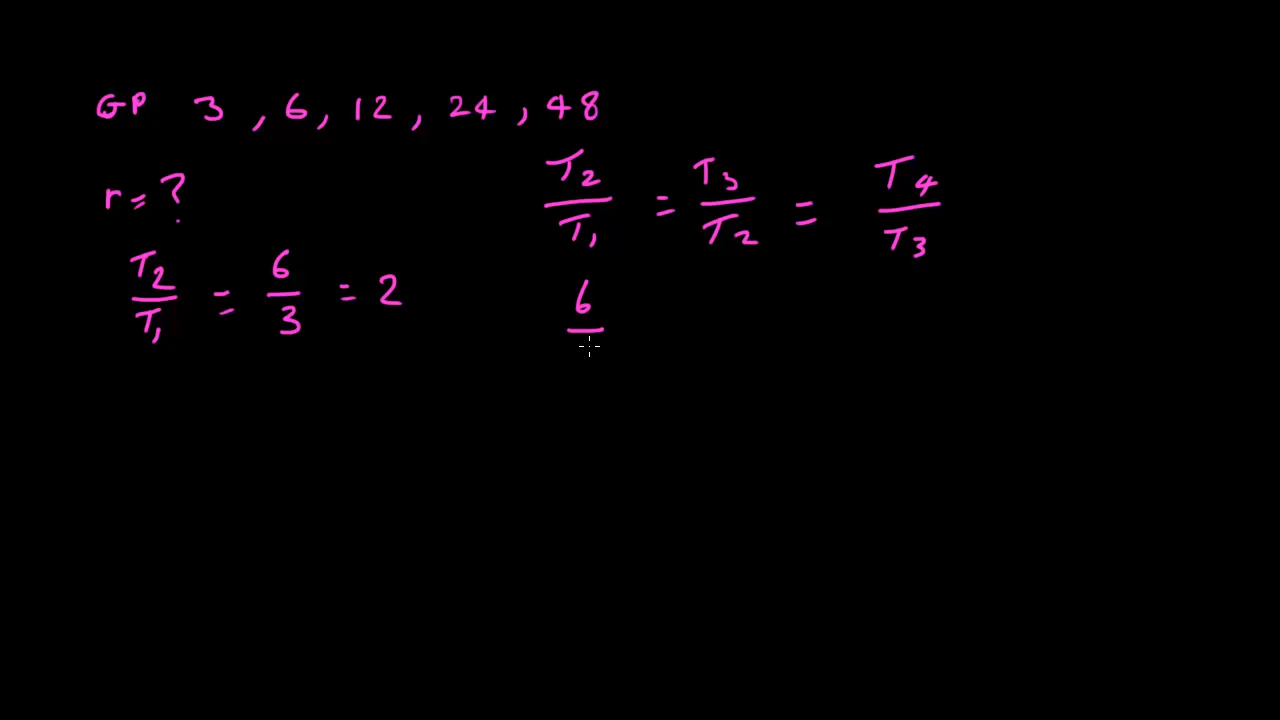 GP 3 , 6 , 12 , 24 , 48
r = ?
T2/T1 = T3/T2 = T4/T3
T2/T1 = 6/3 = 2
6/